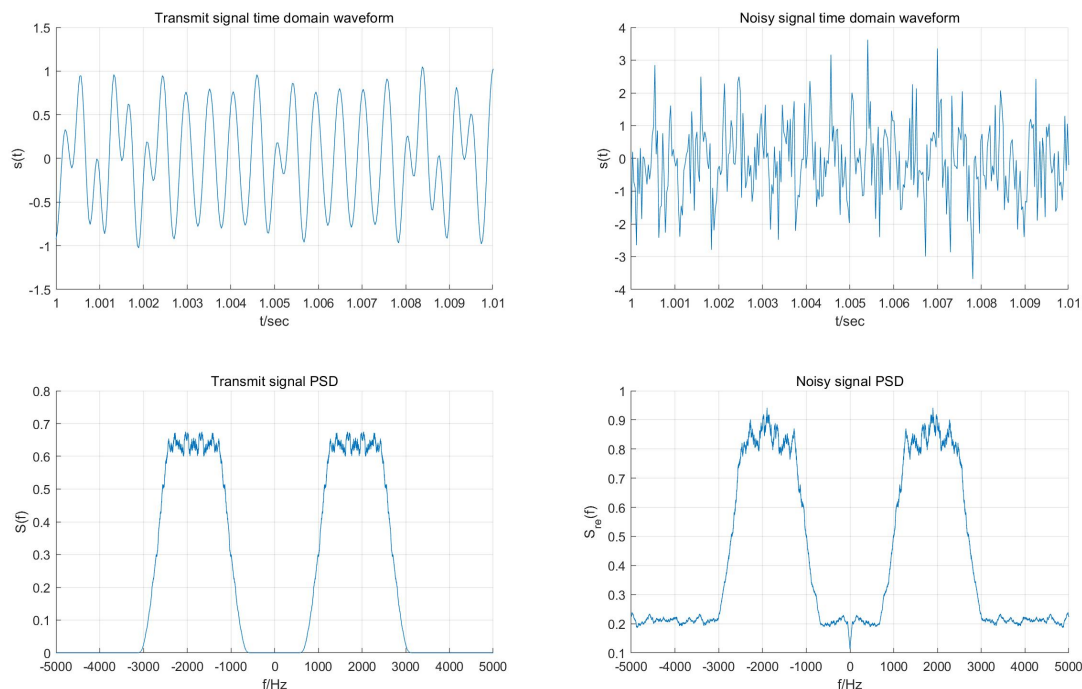 Transmit signal time domain waveform
1.5
1
0.5
0
-0.5
-1
-1.5
s(t)
1 1.001 1.002 1.003 1.004 1.005 1.006 1.007 1.008 1.009 1.01
t/sec
Noisy signal time domain waveform
4
3
2
1
0
-1
-2
-3
-4
s(t)
1 1.001 1.002 1.003 1.004 1.005 1.006 1.007 1.008 1.009 1.01
t/sec
Transmit signal PSD
0.8
0.7
0.6
0.5
0.4
0.3
0.2
0.1
0
S(f)
-5000 -4000 -3000 -2000 -1000 0 1000 2000 3000 4000 5000
f/Hz
Noisy signal PSD
1
0.9
0.8
0.7
0.6
0.5
0.4
0.3
0.2
0.1
S_re(f)
-5000 -4000 -3000 -2000 -1000 0 1000 2000 3000 4000 5000
f/Hz